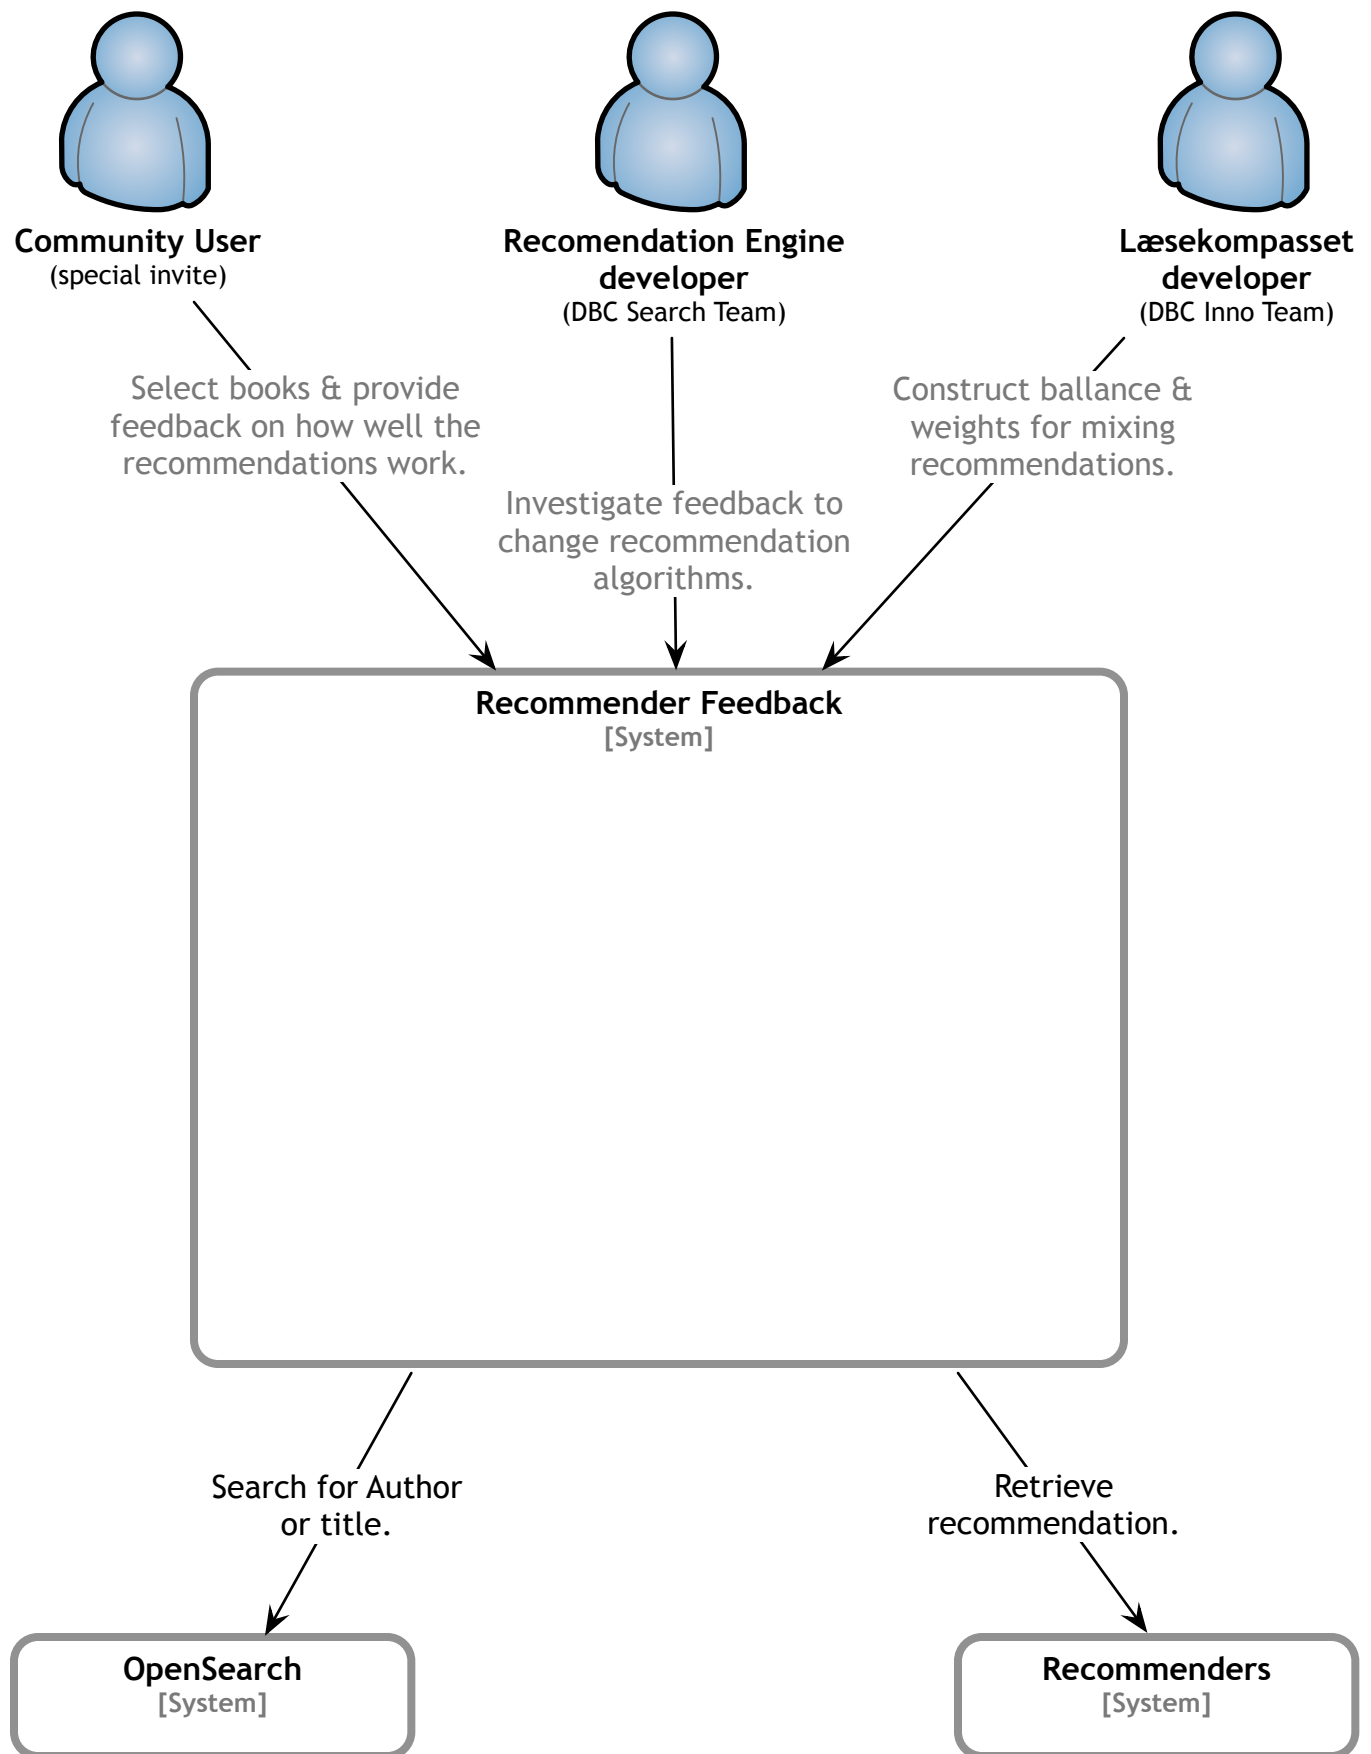 Community User
(special invite)
Recomendation Engine
developer
(DBC Search Team)
Læsekompasset
developer
(DBC Inno Team)
Select books & provide
feedback on how well the
recommendations work.
Investigate feedback to
change recommendation
algorithms.
Construct ballance &
weights for mixing
recommendations.
Recommender Feedback
[System]
Search for Author
or title.
Retrieve
recommendation.
OpenSearch
[System]
Recommenders
[System]